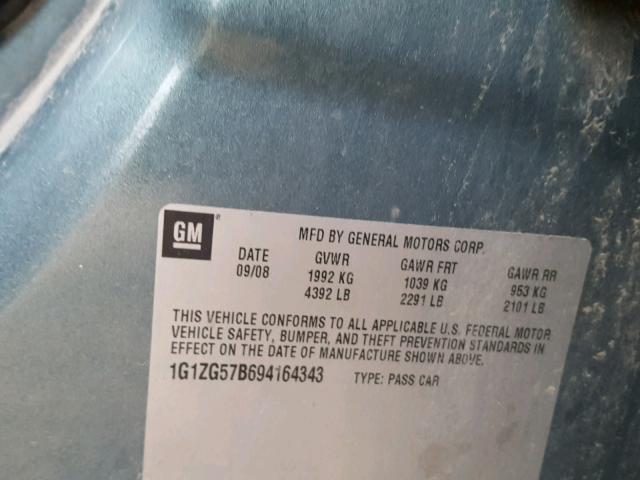 GM
MFD BY GENERAL MOTORS CORP.
DATE GVWR GAWR FRT GAWR RR
09/08 1992 KG 1039 KG 953 KG
4392 LB 2291 LB 2101 LB
THIS VEHICLE CONFORMS TO ALL APPLICABLE U.S. FEDERAL MOTOR
VEHICLE SAFETY, BUMPER, AND THEFT PREVENTION STANDARDS IN
EFFECT ON THE DATE OF MANUFACTURE SHOWN ABOVE.
1G1ZG57B694164343 TYPE: PASS CAR